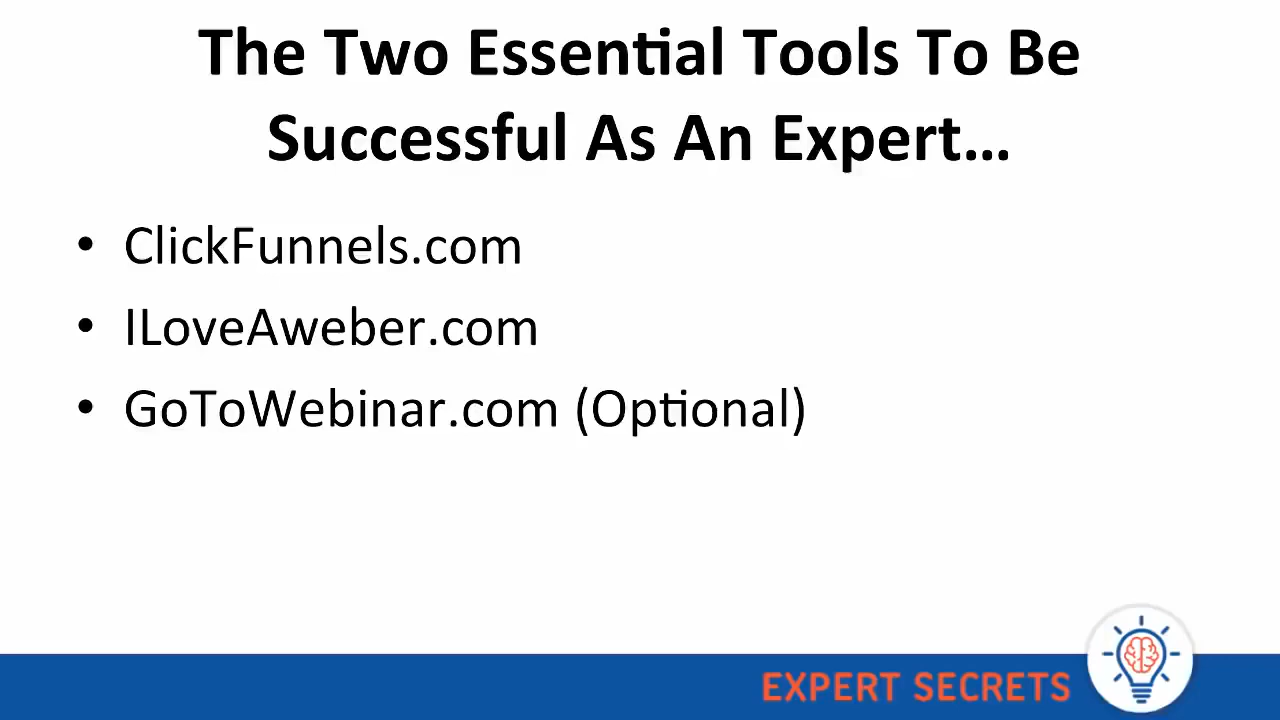 The Two Essential Tools To Be
Successful As An Expert...
• ClickFunnels.com
• ILoveAweber.com
• GoToWebinar.com (Optional)
EXPERT SECRETS